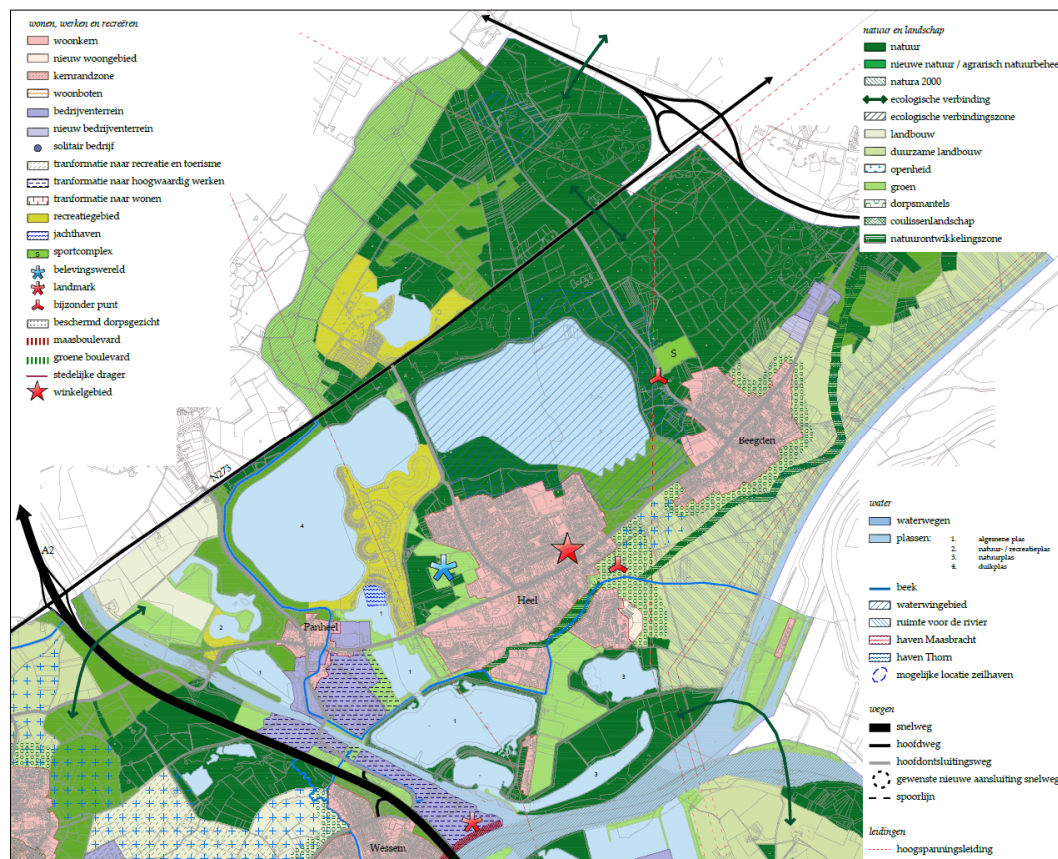 wonen, werken en recreëren
woonkern
nieuw woongebied
kernrandzone
woonboten
bedrijventerrein
nieuw bedrijventerrein
solitair bedrijf
tranformatie naar recreatie en toerisme
tranformatie naar hoogwaardig werken
tranformatie naar wonen
recreatiegebied
jachthaven
S sportcomplex
belevingswereld
landmark
bijzonder punt
beschermd dorpsgezicht
maasboulevard
groene boulevard
stedelijke drager
winkelgebied
natuur en landschap
natuur
nieuwe natuur / agrarisch natuurbehee
natura 2000
ecologische verbinding
ecologische verbindingszone
landbouw
duurzame landbouw
openheid
groen
dorpsmantels
coulissenlandschap
natuurontwikkelingszone
S
Beegden
N273
4
A2
Heel
1
Panheel
2
1
1
3
1
3
Wessem
water
waterwegen
plassen: 1. algemene plas
2. natuur- / recreatieplas
3. natuurplas
4. duikplas
beek
waterwingebied
ruimte voor de rivier
haven Maasbracht
haven Thorn
mogelijke locatie zeilhaven
wegen
snelweg
hoofdweg
hoofdontsluitingsweg
gewenste nieuwe aansluiting snelweg
spoorlijn
leidingen
hoogspanningsleiding